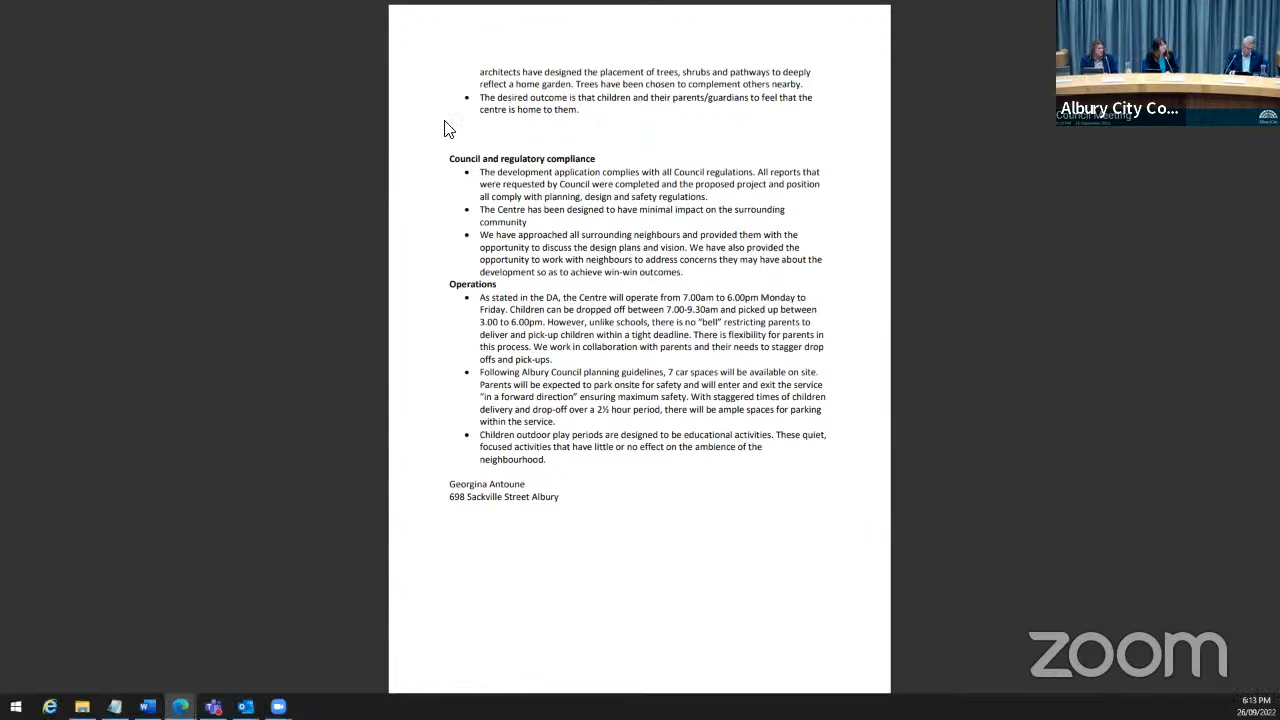 architects have designed the placement of trees, shrubs and pathways to deeply
reflect a home garden. Trees have been chosen to complement others nearby.
• The desired outcome is that children and their parents/guardians to feel that the
centre is home to them.
Council and regulatory compliance
• The development application complies with all Council regulations. All reports that
were requested by Council were completed and the proposed project and position
all comply with planning, design and safety regulations.
• The Centre has been designed to have minimal impact on the surrounding
community
• We have approached all surrounding neighbours and provided them with the
opportunity to discuss the design plans and vision. We have also provided the
opportunity to work with neighbours to address concerns they may have about the
development so as to achieve win-win outcomes.
Operations
• As stated in the DA, the Centre will operate from 7.00am to 6.00pm Monday to
Friday. Children can be dropped off between 7.00-9.30am and picked up between
3.00 to 6.00pm. However, unlike schools, there is no “bell” restricting parents to
deliver and pick-up children within a tight deadline. There is flexibility for parents in
this process. We work in collaboration with parents and their needs to stagger drop
offs and pick-ups.
• Following Albury Council planning guidelines, 7 car spaces will be available on site.
Parents will be expected to park onsite for safety and will enter and exit the service
“in a forward direction” ensuring maximum safety. With staggered times of children
delivery and drop-off over a 2½ hour period, there will be ample spaces for parking
within the service.
• Children outdoor play periods are designed to be educational activities. These quiet,
focused activities that have little or no effect on the ambience of the
neighbourhood.
Georgina Antoune
698 Sackville Street Albury
Albury City Co...
Council Meeting
zoom
6:13 PM
26/09/2022